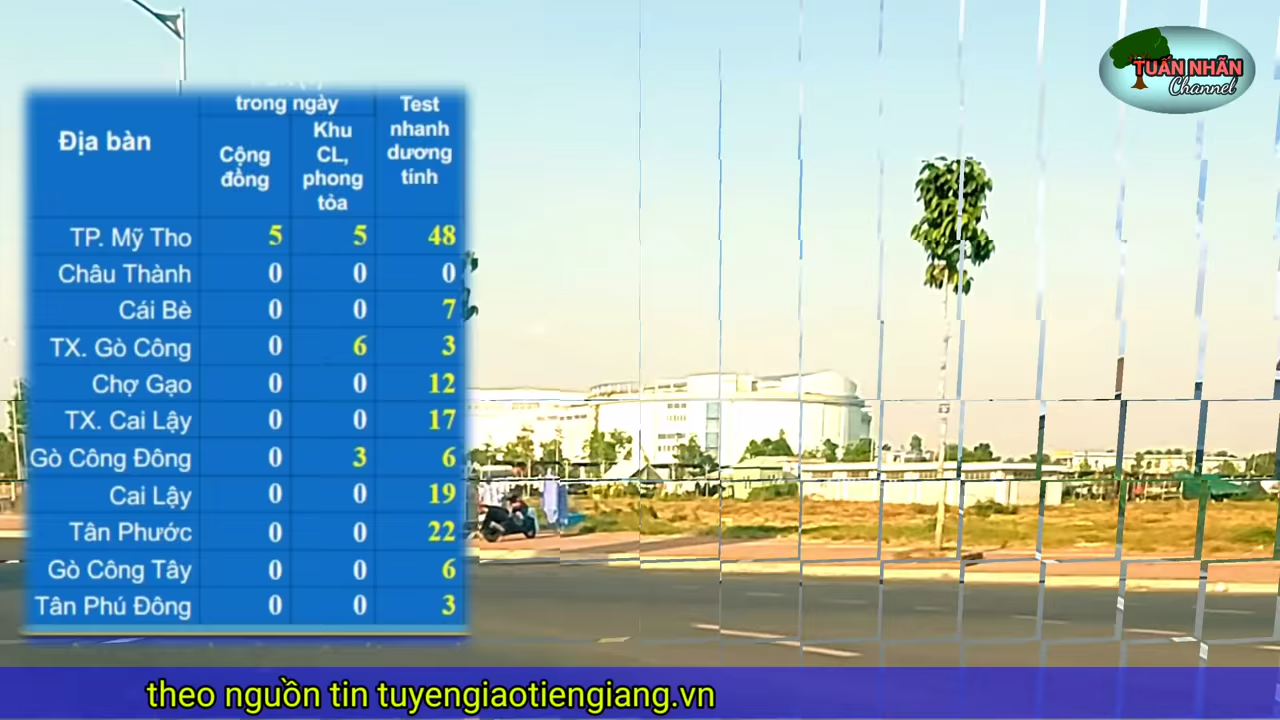 TUẤN NHÃN
Channel
trong ngày
Test nhanh dương tính
Địa bàn
Cộng đồng
Khu CL, phong tỏa
TP. Mỹ Tho 5 5 48
Châu Thành 0 0 0
Cái Bè 0 0 7
TX. Gò Công 0 6 3
Chợ Gạo 0 0 12
TX. Cai Lậy 0 0 17
Gò Công Đông 0 3 6
Cai Lậy 0 0 19
Tân Phước 0 0 22
Gò Công Tây 0 0 6
Tân Phú Đông 0 0 3
theo nguồn tin tuyengiaotiengiang.vn